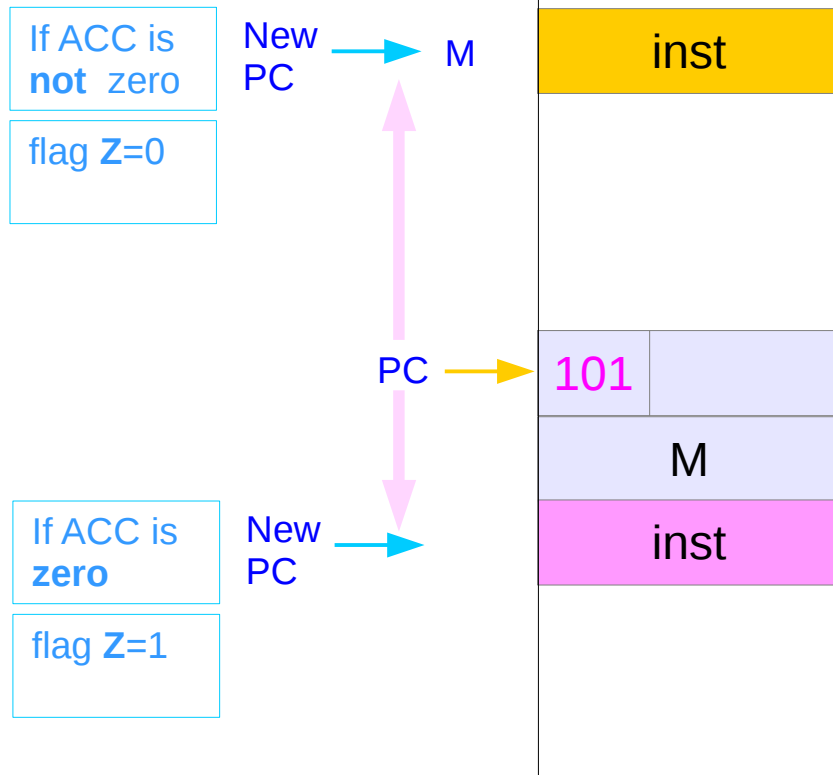 If ACC is
not zero
New
PC
M
inst
flag Z=0
PC
101
M
If ACC is
zero
New
PC
inst
flag Z=1